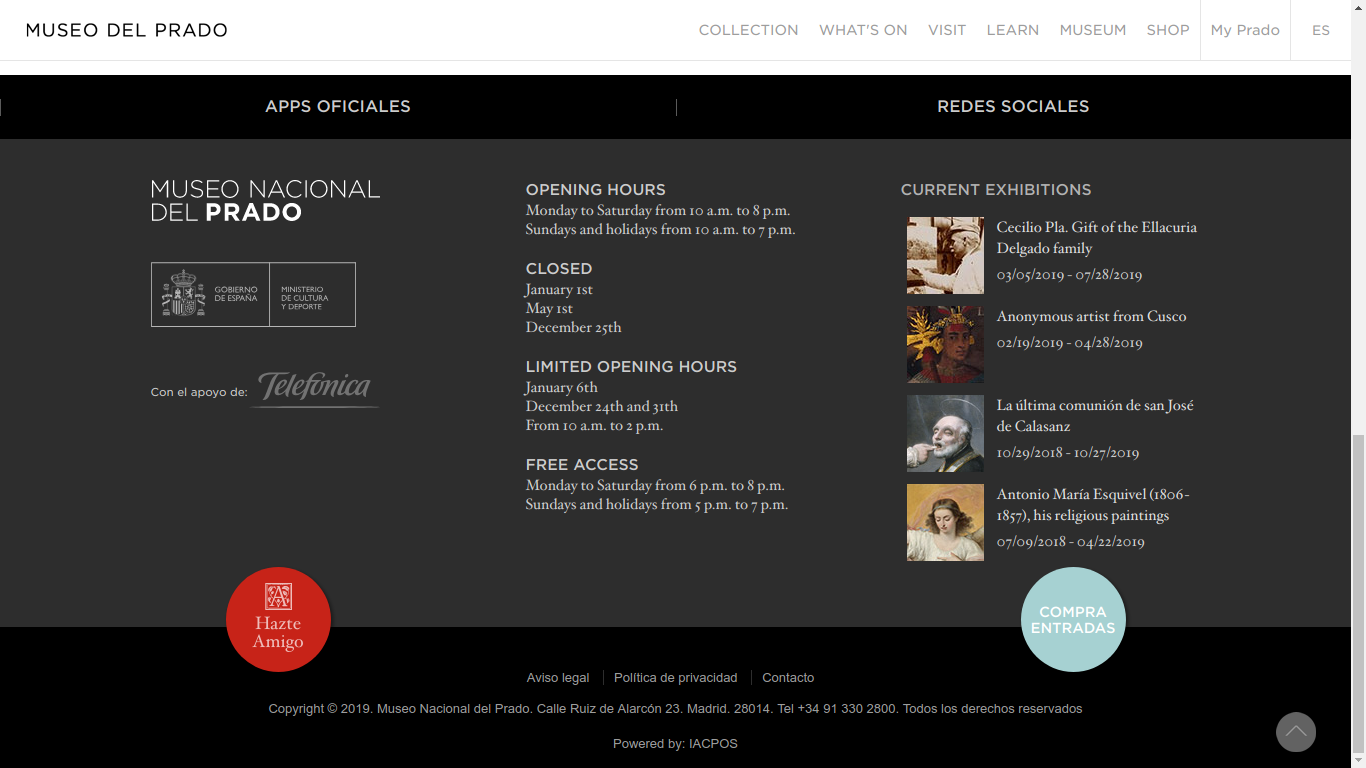 MUSEO DEL PRADO
COLLECTION WHAT'S ON VISIT LEARN MUSEUM SHOP My Prado ES
APPS OFICIALES
REDES SOCIALES
MUSEO NACIONAL
DEL PRADO
GOBIERNO
DE ESPAÑA
MINISTERIO
DE CULTURA
Y DEPORTE
Con el apoyo de: Telefónica
OPENING HOURS
Monday to Saturday from 10 a.m. to 8 p.m.
Sundays and holidays from 10 a.m. to 7 p.m.
CLOSED
January 1st
May 1st
December 25th
LIMITED OPENING HOURS
January 6th
December 24th and 31th
From 10 a.m. to 2 p.m.
FREE ACCESS
Monday to Saturday from 6 p.m. to 8 p.m.
Sundays and holidays from 5 p.m. to 7 p.m.
CURRENT EXHIBITIONS
Cecilio Pla. Gift of the Ellacuria
Delgado family
03/05/2019 - 07/28/2019
Anonymous artist from Cusco
02/19/2019 - 04/28/2019
La última comunión de san José
de Calasanz
10/29/2018 - 10/27/2019
Antonio María Esquivel (1806-
1857), his religious paintings
07/09/2018 - 04/22/2019
A
Hazte
Amigo
COMPRA
ENTRADAS
Aviso legal Política de privacidad Contacto
Copyright © 2019. Museo Nacional del Prado. Calle Ruiz de Alarcón 23. Madrid. 28014. Tel +34 91 330 2800. Todos los derechos reservados
Powered by: IACPOS